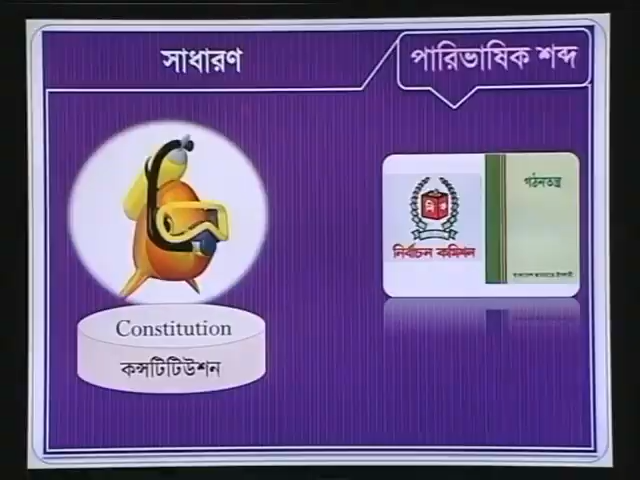 সাধারণ
পারিভাষিক শব্দ
গঠনতন্ত্র
নির্বাচন কমিশন
Constitution
কন্সটিটিউশন